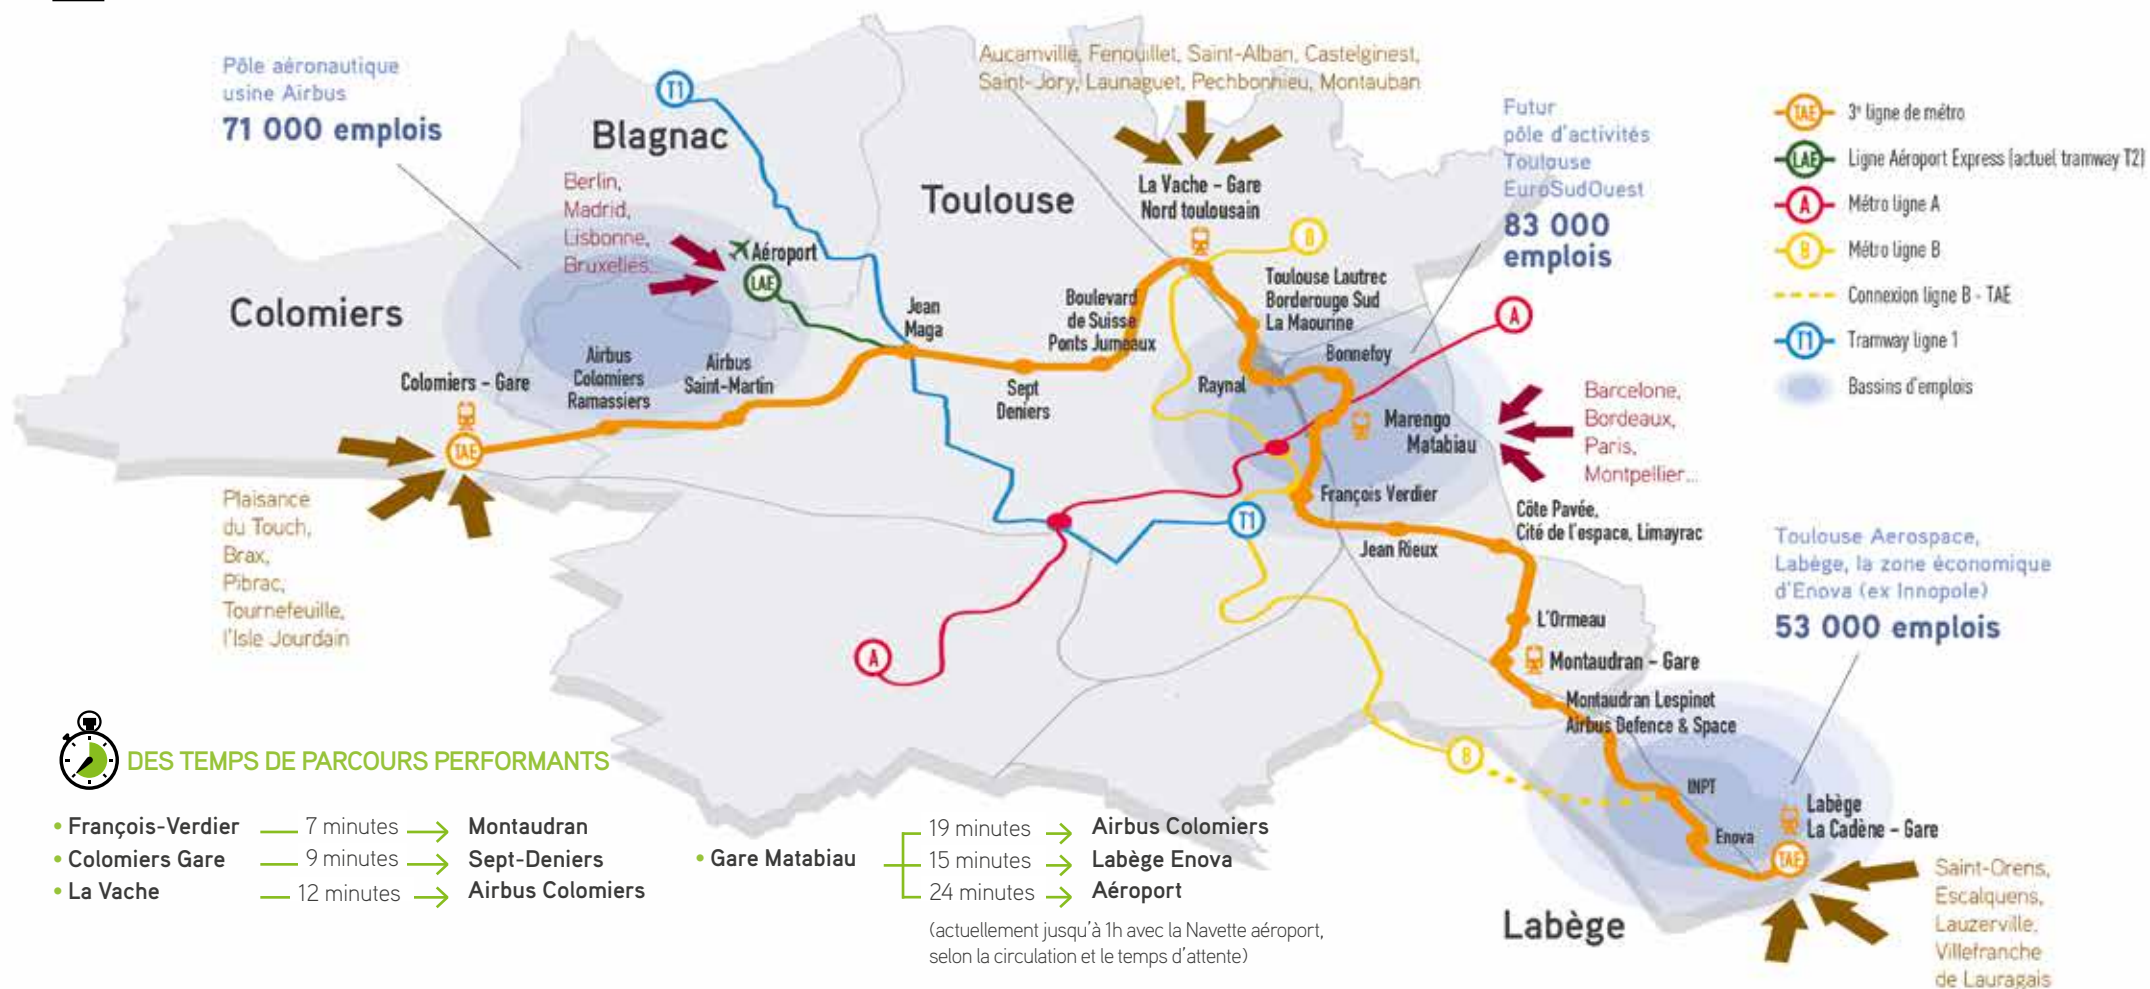 Pôle aéronautique
usine Airbus
71 000 emplois
T1
Blagnac
Berlin,
Madrid,
Lisbonne,
Bruxelles...
Aéroport
LAE
Colomiers
Toulouse
Aucamville, Fenouillet, Saint-Alban, Castelginest,
Saint-Jory, Launaguet, Pechbonnieu, Montauban
La Vache – Gare
Nord toulousain
B
Futur
pôle d'activités
Toulouse
EuroSudOuest
83 000
emplois
TAE
3e ligne de métro
LAE
Ligne Aéroport Express (actuel tramway T2)
A
Métro ligne A
B
Métro ligne B
Connexion ligne B - TAE
T1
Tramway ligne 1
Bassins d'emplois
Colomiers – Gare
TAE
Airbus
Colomiers
Ramassiers
Airbus
Saint-Martin
Jean
Maga
Sept
Deniers
Boulevard
de Suisse
Ponts Jumeaux
Toulouse Lautrec
Borderouge Sud
La Maourine
A
Raynal
Bonnefoy
Marengo
Matabiau
Barcelone,
Bordeaux,
Paris,
Montpellier...
François Verdier
T1
Jean Rieux
Côte Pavée,
Cité de l'espace, Limayrac
Plaisance
du Touch,
Brax,
Pibrac,
Tournefeuille,
l'Isle Jourdain
A
L'Ormeau
Montaudran – Gare
Montaudran Lespinet
Airbus Defence & Space
B
INPT
Enova
Labège
La Cadène – Gare
TAE
Toulouse Aerospace,
Labège, la zone économique
d'Enova (ex Innopole)
53 000 emplois
Labège
Saint-Orens,
Escalquens,
Lauzerville,
Villefranche
de Lauragais
DES TEMPS DE PARCOURS PERFORMANTS
• François-Verdier 7 minutes Montaudran
• Colomiers Gare 9 minutes Sept-Deniers
• La Vache 12 minutes Airbus Colomiers
• Gare Matabiau
19 minutes Airbus Colomiers
15 minutes Labège Enova
24 minutes Aéroport
(actuellement jusqu'à 1h avec la Navette aéroport,
selon la circulation et le temps d'attente)